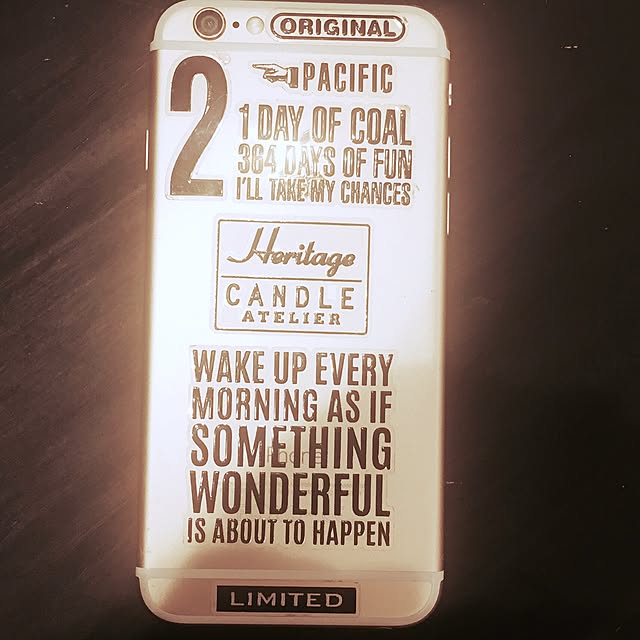 ORIGINAL
2
PACIFIC
1 DAY OF COAL
364 DAYS OF FUN
I'LL TAKE MY CHANCES
Heritage
CANDLE
ATELIER
WAKE UP EVERY
MORNING AS IF
SOMETHING
iPhone
WONDERFUL
IS ABOUT TO HAPPEN
LIMITED